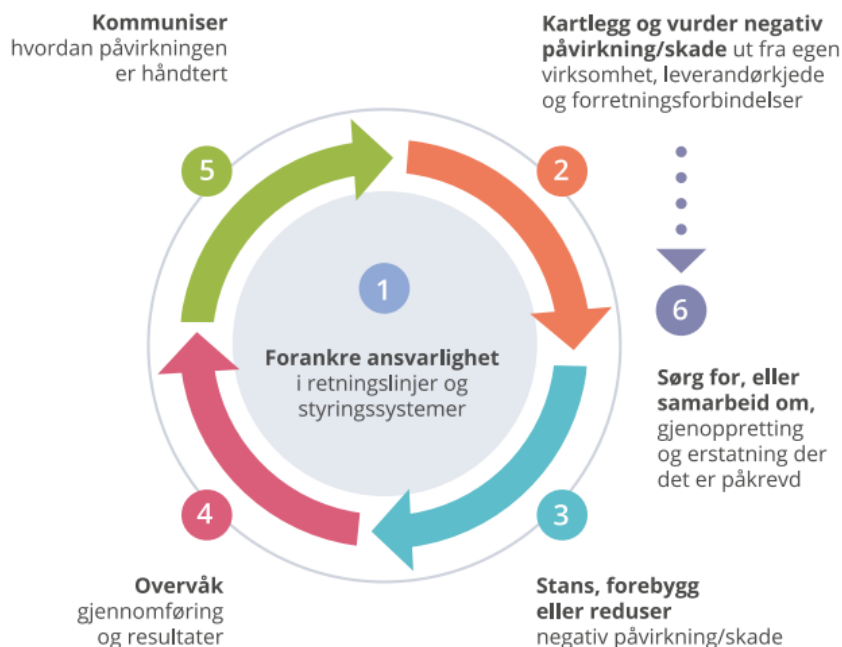 Kommuniser
hvordan påvirkningen
er håndtert
Kartlegg og vurder negativ
påvirkning/skade ut fra egen
virksomhet, leverandørkjede
og forretningsforbindelser
5
2
1
Forankre ansvarlighet
i retningslinjer og
styringssystemer
6
Sørg for, eller
samarbeid om,
gjenoppretting
og erstatning der
det er påkrevd
4
3
Overvåk
gjennomføring
og resultater
Stans, forebygg
eller reduser
negativ påvirkning/skade